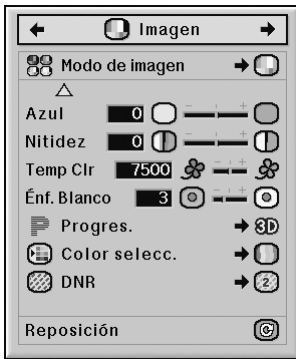 Imagen
Modo de imagen
Azul 0
Nitidez 0
Temp Clr 7500
Énf. Blanco 3
P Progres. 3D
Color selecc.
DNR 2
Reposición